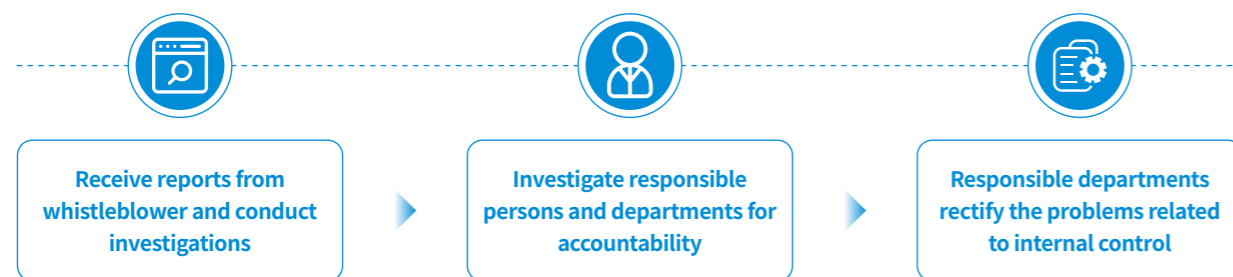 Receive reports from
whistleblower and conduct
investigations
Investigate responsible
persons and departments for
accountability
Responsible departments
rectify the problems related
to internal control